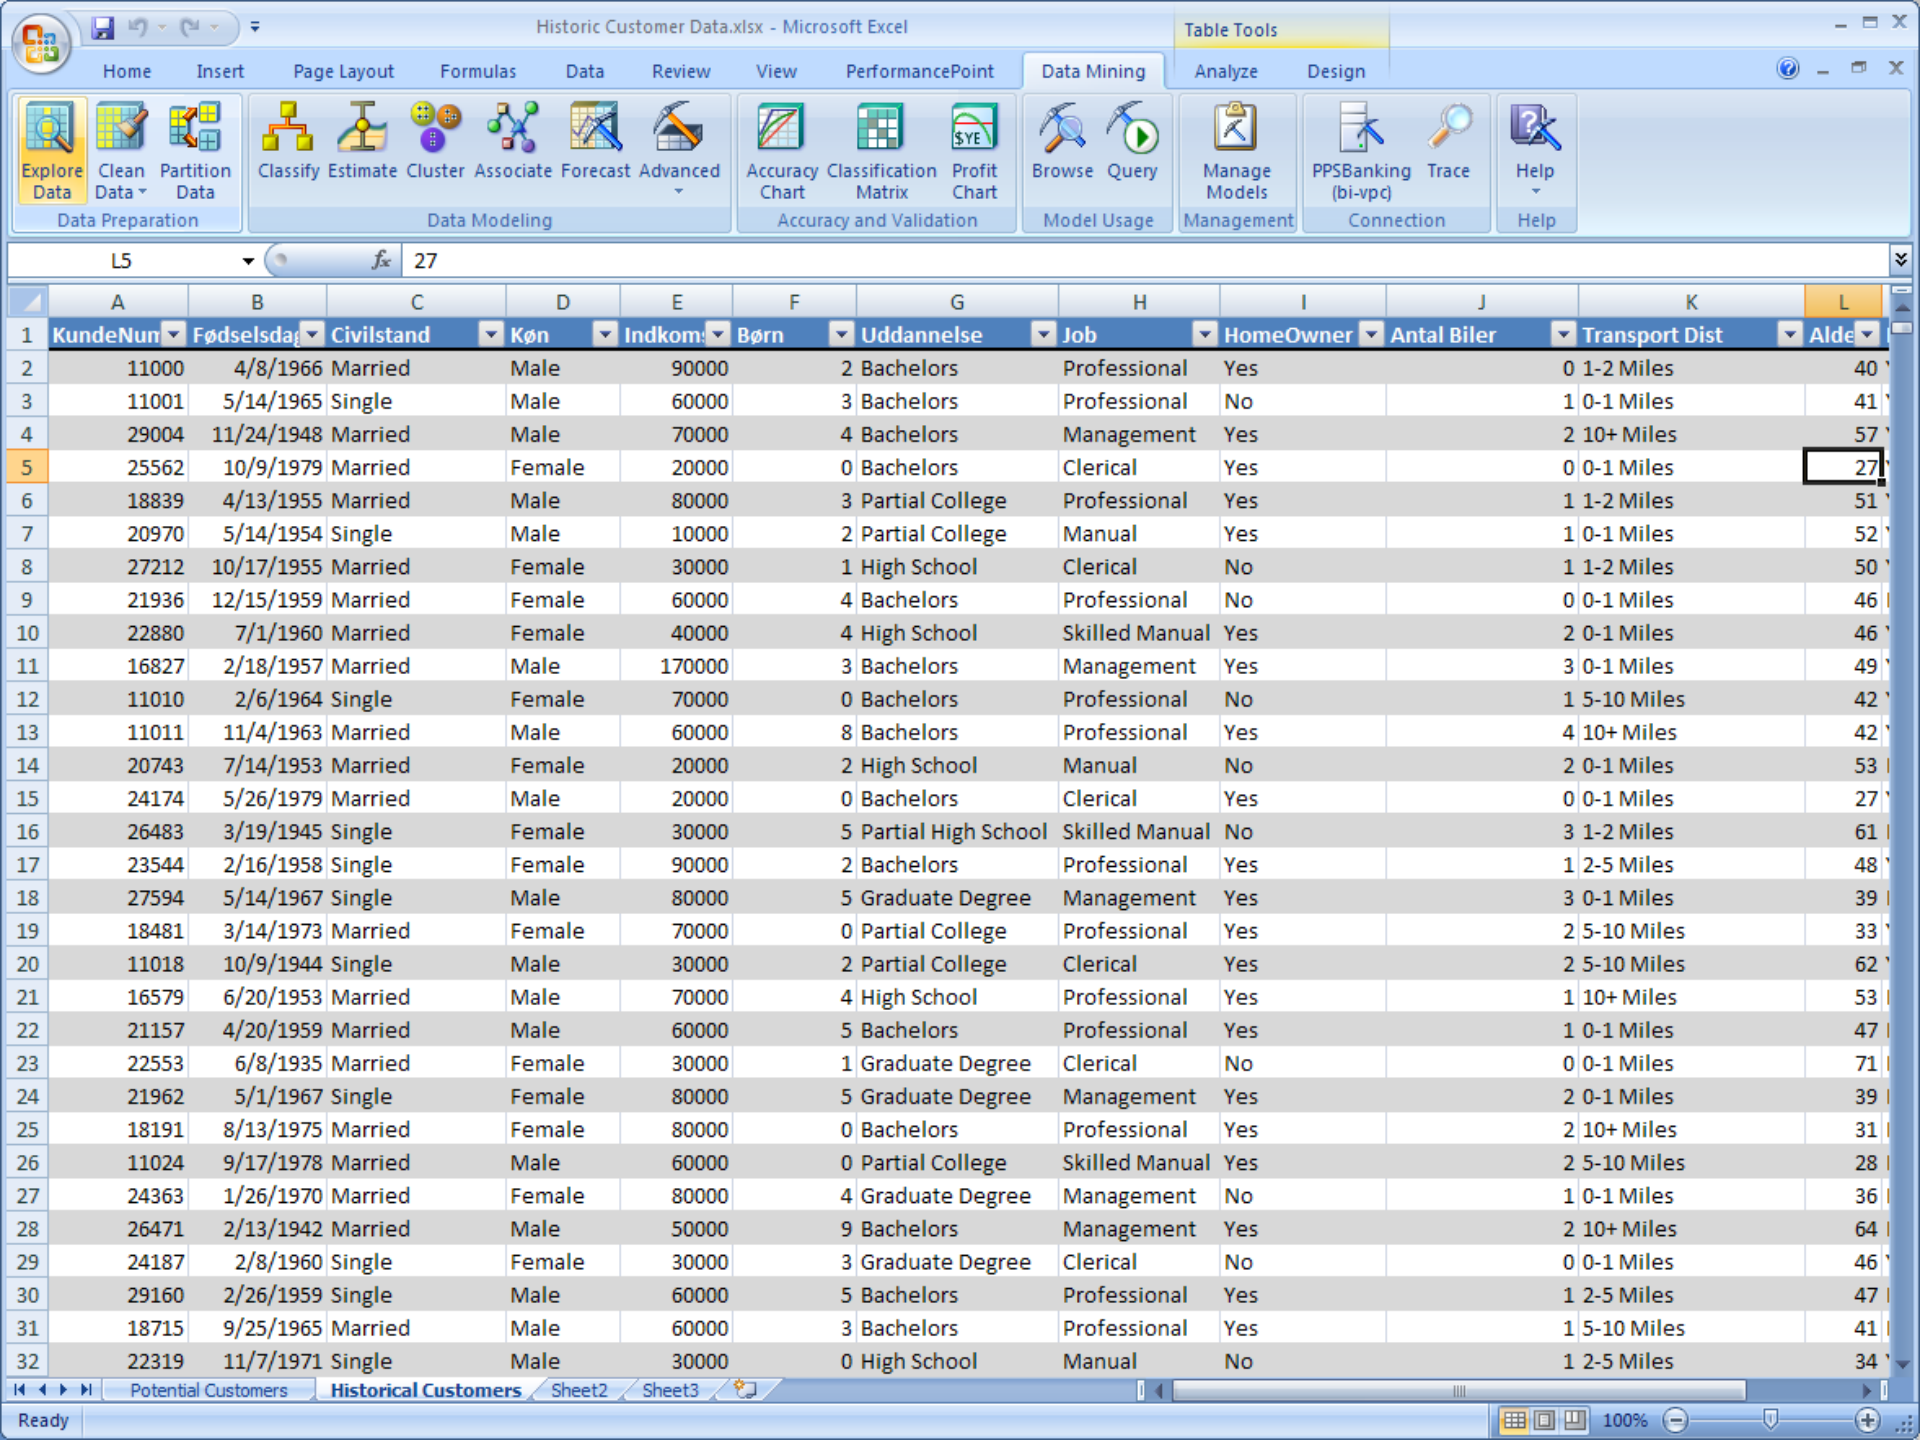 Historic Customer Data.xlsx - Microsoft Excel
Table Tools
Home Insert Page Layout Formulas Data Review View PerformancePoint Data Mining Analyze Design
Explore Data Clean Data Partition Data Classify Estimate Cluster Associate Forecast Advanced Accuracy Chart Classification Matrix $YE Profit Chart Browse Query Manage Models PPSBanking (bi-vpc) Trace Help
Data Preparation Data Modeling Accuracy and Validation Model Usage Management Connection Help
L5 fx 27
A B C D E F G H I J K L
1 KundeNum Fødselsdag Civilstand Køn Indkoms Børn Uddannelse Job HomeOwner Antal Biler Transport Dist Alde
2 11000 4/8/1966 Married Male 90000 2 Bachelors Professional Yes 0 1-2 Miles 40
3 11001 5/14/1965 Single Male 60000 3 Bachelors Professional No 1 0-1 Miles 41
4 29004 11/24/1948 Married Male 70000 4 Bachelors Management Yes 2 10+ Miles 57
5 25562 10/9/1979 Married Female 20000 0 Bachelors Clerical Yes 0 0-1 Miles 27
6 18839 4/13/1955 Married Male 80000 3 Partial College Professional Yes 1 1-2 Miles 51
7 20970 5/14/1954 Single Male 10000 2 Partial College Manual Yes 1 0-1 Miles 52
8 27212 10/17/1955 Married Female 30000 1 High School Clerical No 1 1-2 Miles 50
9 21936 12/15/1959 Married Female 60000 4 Bachelors Professional No 0 0-1 Miles 46
10 22880 7/1/1960 Married Female 40000 4 High School Skilled Manual Yes 2 0-1 Miles 46
11 16827 2/18/1957 Married Male 170000 3 Bachelors Management Yes 3 0-1 Miles 49
12 11010 2/6/1964 Single Female 70000 0 Bachelors Professional No 1 5-10 Miles 42
13 11011 11/4/1963 Married Male 60000 8 Bachelors Professional Yes 4 10+ Miles 42
14 20743 7/14/1953 Married Female 20000 2 High School Manual No 2 0-1 Miles 53
15 24174 5/26/1979 Married Male 20000 0 Bachelors Clerical Yes 0 0-1 Miles 27
16 26483 3/19/1945 Single Female 30000 5 Partial High School Skilled Manual No 3 1-2 Miles 61
17 23544 2/16/1958 Single Female 90000 2 Bachelors Professional Yes 1 2-5 Miles 48
18 27594 5/14/1967 Single Male 80000 5 Graduate Degree Management Yes 3 0-1 Miles 39
19 18481 3/14/1973 Married Female 70000 0 Partial College Professional Yes 2 5-10 Miles 33
20 11018 10/9/1944 Single Male 30000 2 Partial College Clerical Yes 2 5-10 Miles 62
21 16579 6/20/1953 Married Male 70000 4 High School Professional Yes 1 10+ Miles 53
22 21157 4/20/1959 Married Male 60000 5 Bachelors Professional Yes 1 0-1 Miles 47
23 22553 6/8/1935 Married Female 30000 1 Graduate Degree Clerical No 0 0-1 Miles 71
24 21962 5/1/1967 Single Female 80000 5 Graduate Degree Management Yes 2 0-1 Miles 39
25 18191 8/13/1975 Married Female 80000 0 Bachelors Professional Yes 2 10+ Miles 31
26 11024 9/17/1978 Married Male 60000 0 Partial College Skilled Manual Yes 2 5-10 Miles 28
27 24363 1/26/1970 Married Female 80000 4 Graduate Degree Management No 1 0-1 Miles 36
28 26471 2/13/1942 Married Male 50000 9 Bachelors Management Yes 2 10+ Miles 64
29 24187 2/8/1960 Single Female 30000 3 Graduate Degree Clerical No 0 0-1 Miles 46
30 29160 2/26/1959 Single Male 60000 5 Bachelors Professional Yes 1 2-5 Miles 47
31 18715 9/25/1965 Married Male 60000 3 Bachelors Professional Yes 1 5-10 Miles 41
32 22319 11/7/1971 Single Male 30000 0 High School Manual No 1 2-5 Miles 34
Potential Customers Historical Customers Sheet2 Sheet3
Ready 100%